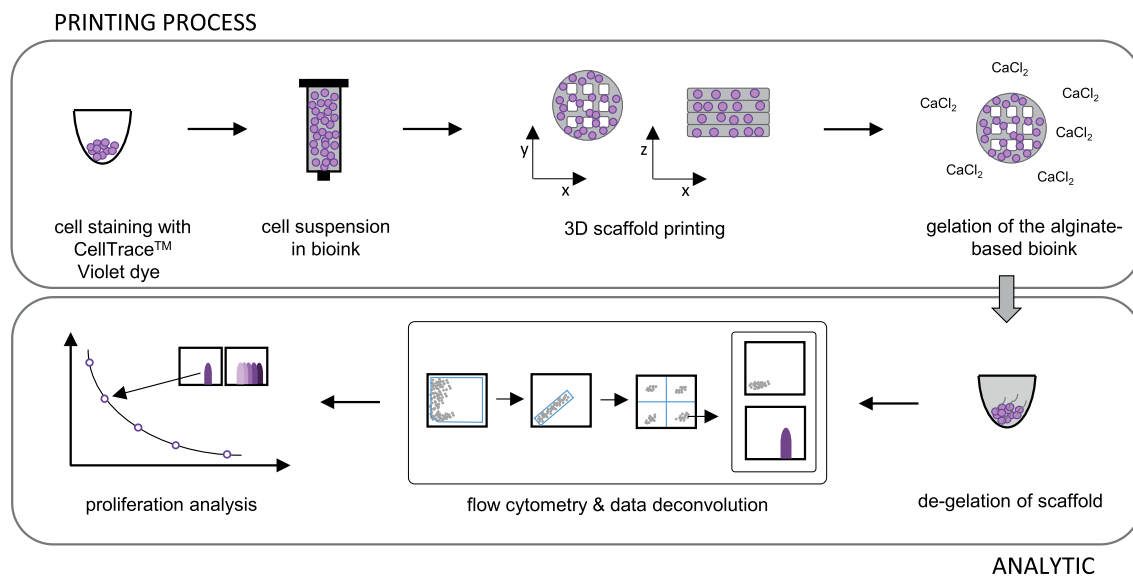 PRINTING PROCESS
cell staining with
CellTrace™
Violet dye
cell suspension
in bioink
y
x
z
x
3D scaffold printing
CaCl₂
CaCl₂
CaCl₂
CaCl₂
CaCl₂
CaCl₂
gelation of the alginate-
based bioink
proliferation analysis
flow cytometry & data deconvolution
de-gelation of scaffold
ANALYTIC